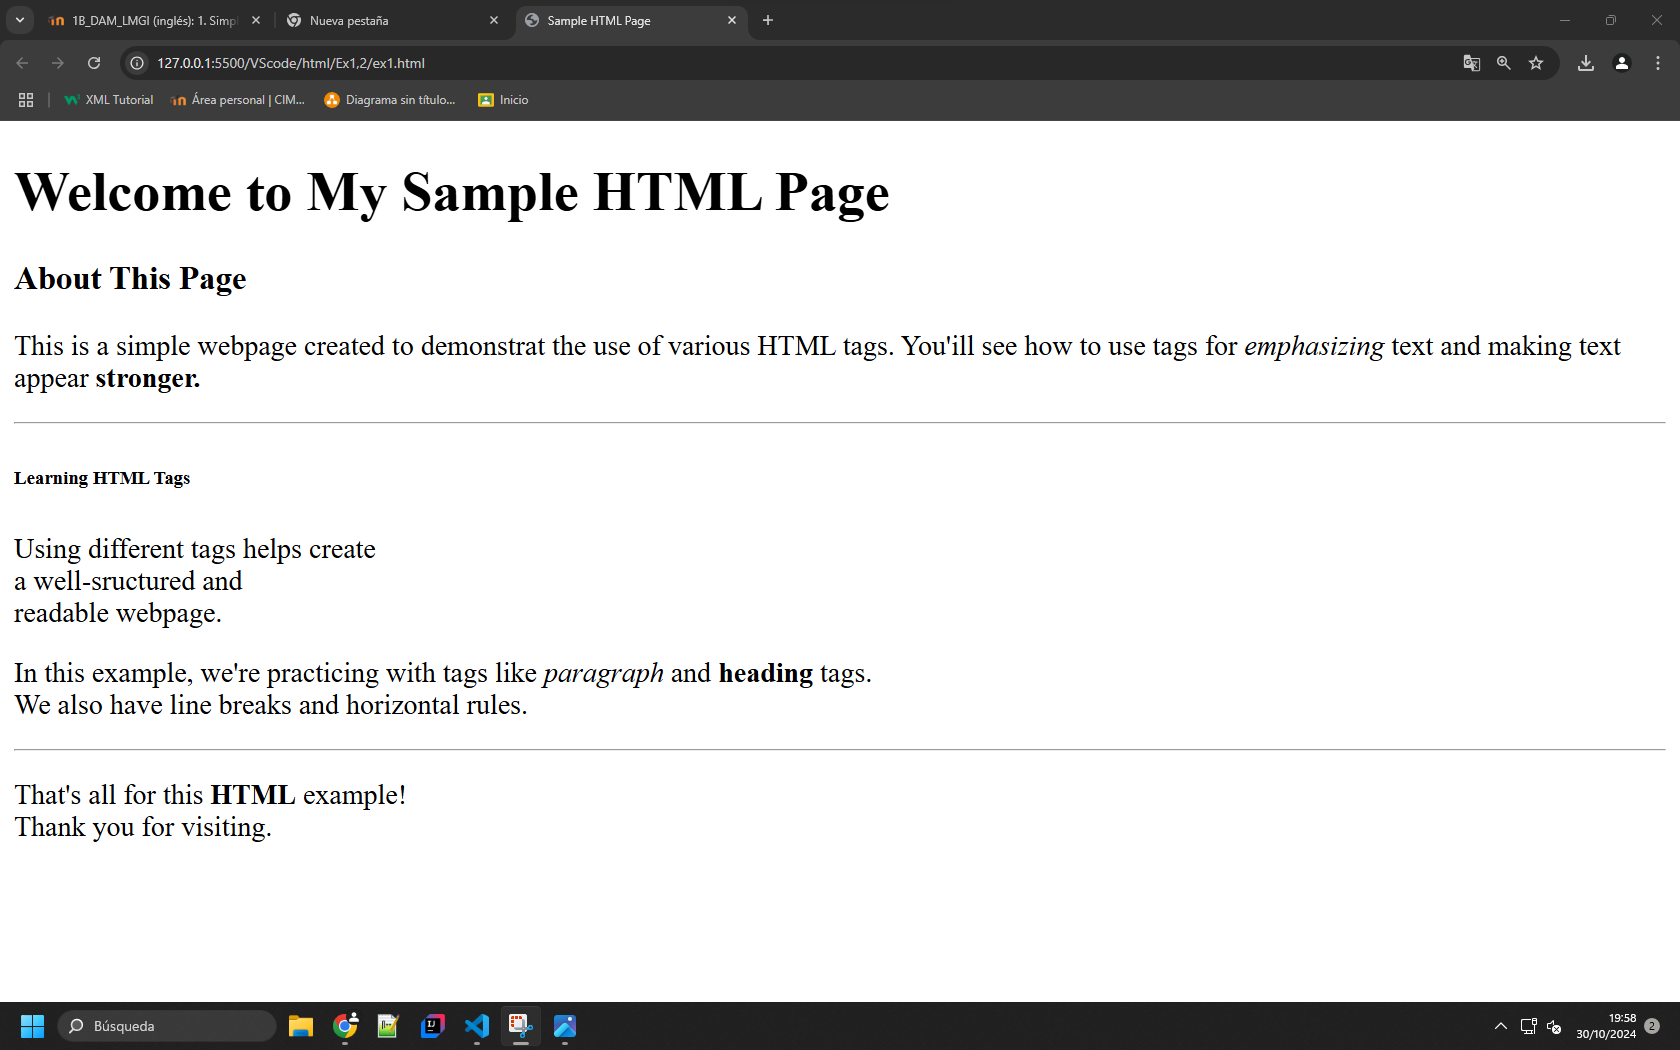 1B_DAM_LMGI (inglés): 1. Simpl
Nueva pestaña
Sample HTML Page
127.0.0.1:5500/VScode/html/Ex1,2/ex1.html
XML Tutorial
Área personal | CIM...
Diagrama sin título...
Inicio
Welcome to My Sample HTML Page
About This Page
This is a simple webpage created to demonstrat the use of various HTML tags. You'ill see how to use tags for emphasizing text and making text
appear stronger.
Learning HTML Tags
Using different tags helps create
a well-sructured and
readable webpage.
In this example, we're practicing with tags like paragraph and heading tags.
We also have line breaks and horizontal rules.
That's all for this HTML example!
Thank you for visiting.
Búsqueda
19:58
30/10/2024
2